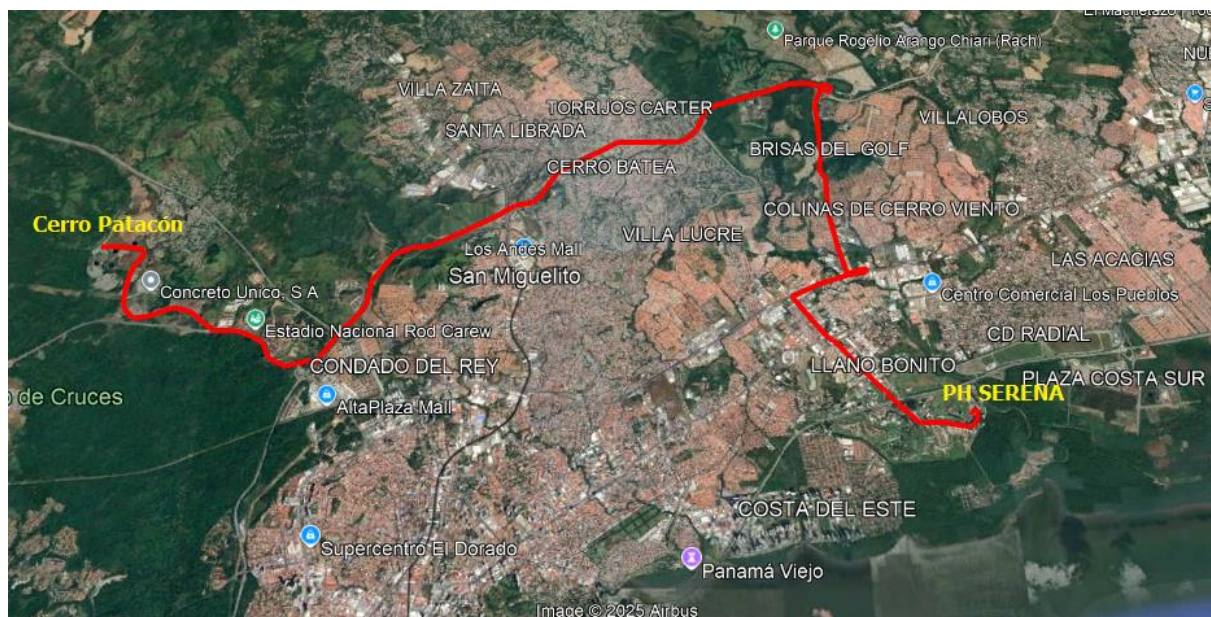 El Machetazo
Parque Rogelio Arango Chiari (Rach)
VILLA ZAITA
TORRIJOS CARTER
VILLALOBOS
SANTA LIBRADA
BRISAS DEL GOLF
CERRO BATEA
COLINAS DE CERRO VIENTO
Cerro Patacón
VILLA LUCRE
Los Andes Mall
LAS ACACIAS
San Miguelito
Concreto Unico, S A
Centro Comercial Los Pueblos
Estadio Nacional Rod Carew
CD RADIAL
CONDADO DEL REY
LLANO BONITO
PLAZA COSTA SUR
o de Cruces
PH SERENA
AltaPlaza Mall
COSTA DEL ESTE
Supercentro El Dorado
Panamá Viejo
Image © 2025 Airbus